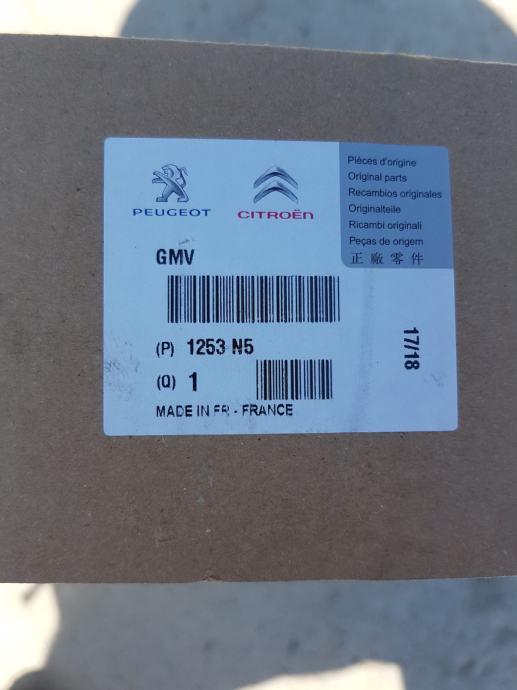 PEUGEOT
CITROËN
Pièces d'origine
Original parts
Recambios originales
Originalteile
Ricambi originali
Peças de origem
正廠零件
GMV
(P) 1253 N5
(Q) 1
17/18
MADE IN FR - FRANCE